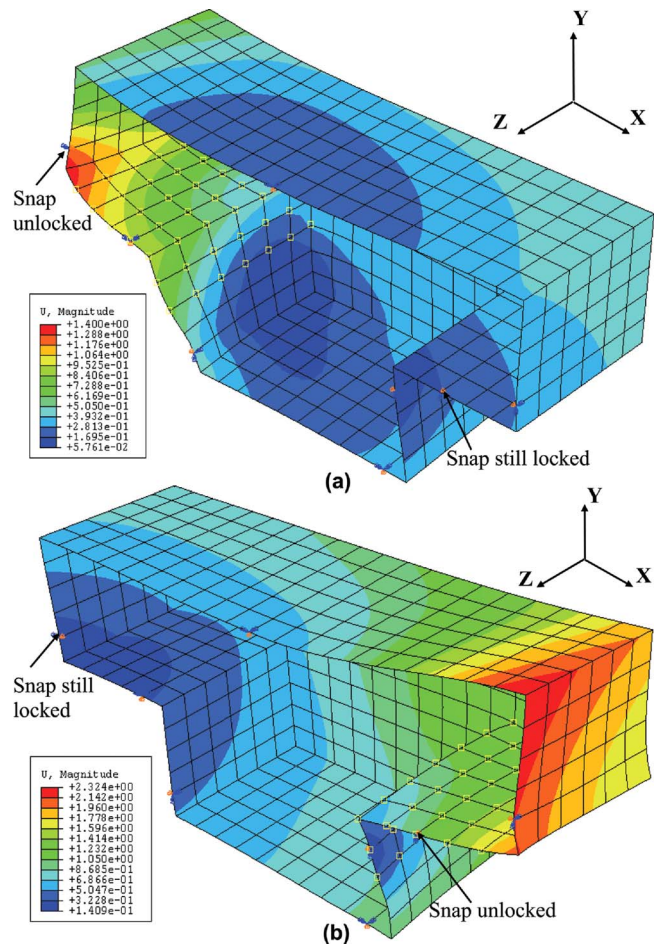 Y
Z
X
Snap
unlocked
U, Magnitude
+1.400e+00
+1.288e+00
+1.176e+00
+1.064e+00
+9.525e-01
+8.406e-01
+7.288e-01
+6.169e-01
+5.050e-01
+3.932e-01
+2.813e-01
+1.695e-01
+5.761e-02
Snap still locked
(a)
Y
Z
X
Snap still
locked
U, Magnitude
+2.324e+00
+2.142e+00
+1.960e+00
+1.778e+00
+1.596e+00
+1.414e+00
+1.232e+00
+1.050e+00
+8.685e-01
+6.866e-01
+5.047e-01
+3.228e-01
+1.409e-01
Snap unlocked
(b)